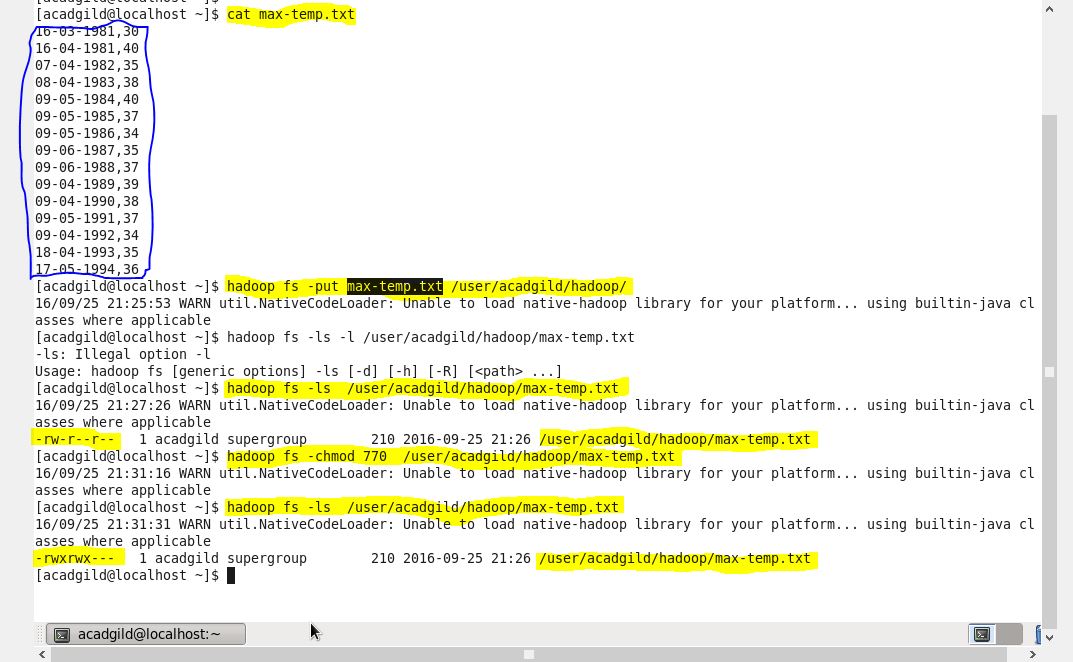 [acadgild@localhost ~]$ cat max-temp.txt
16-03-1981,30
16-04-1981,40
07-04-1982,35
08-04-1983,38
09-05-1984,40
09-05-1985,37
09-05-1986,34
09-06-1987,35
09-06-1988,37
09-04-1989,39
09-04-1990,38
09-05-1991,37
09-04-1992,34
18-04-1993,35
17-05-1994,36
[acadgild@localhost ~]$ hadoop fs -put max-temp.txt /user/acadgild/hadoop/
16/09/25 21:25:53 WARN util.NativeCodeLoader: Unable to load native-hadoop library for your platform... using builtin-java cl
asses where applicable
[acadgild@localhost ~]$ hadoop fs -ls -l /user/acadgild/hadoop/max-temp.txt
-ls: Illegal option -l
Usage: hadoop fs [generic options] -ls [-d] [-h] [-R] [<path> ...]
[acadgild@localhost ~]$ hadoop fs -ls  /user/acadgild/hadoop/max-temp.txt
16/09/25 21:27:26 WARN util.NativeCodeLoader: Unable to load native-hadoop library for your platform... using builtin-java cl
asses where applicable
-rw-r--r--   1 acadgild supergroup        210 2016-09-25 21:26 /user/acadgild/hadoop/max-temp.txt
[acadgild@localhost ~]$ hadoop fs -chmod 770  /user/acadgild/hadoop/max-temp.txt
16/09/25 21:31:16 WARN util.NativeCodeLoader: Unable to load native-hadoop library for your platform... using builtin-java cl
asses where applicable
[acadgild@localhost ~]$ hadoop fs -ls  /user/acadgild/hadoop/max-temp.txt
16/09/25 21:31:31 WARN util.NativeCodeLoader: Unable to load native-hadoop library for your platform... using builtin-java cl
asses where applicable
-rwxrwx---   1 acadgild supergroup        210 2016-09-25 21:26 /user/acadgild/hadoop/max-temp.txt
[acadgild@localhost ~]$
acadgild@localhost:~